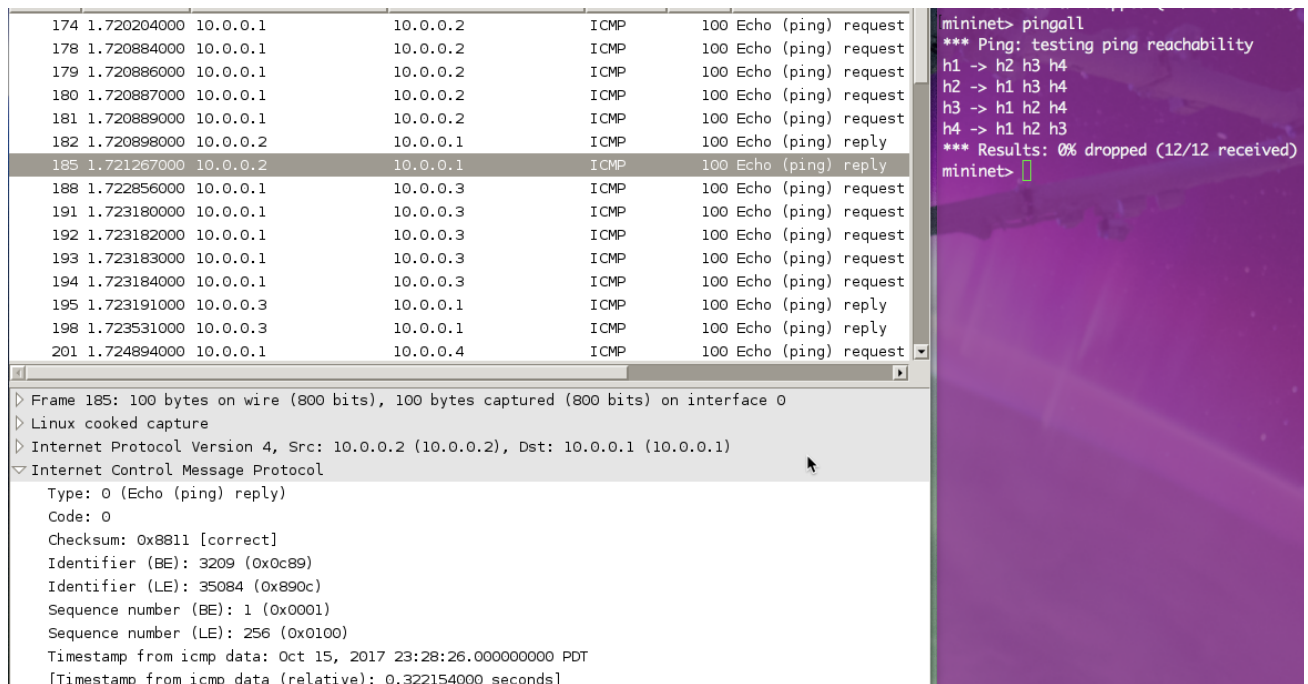 174 1.720204000 10.0.0.1 10.0.0.2 ICMP 100 Echo (ping) request
178 1.720884000 10.0.0.1 10.0.0.2 ICMP 100 Echo (ping) request
179 1.720886000 10.0.0.1 10.0.0.2 ICMP 100 Echo (ping) request
180 1.720887000 10.0.0.1 10.0.0.2 ICMP 100 Echo (ping) request
181 1.720889000 10.0.0.1 10.0.0.2 ICMP 100 Echo (ping) request
182 1.720898000 10.0.0.2 10.0.0.1 ICMP 100 Echo (ping) reply
185 1.721267000 10.0.0.2 10.0.0.1 ICMP 100 Echo (ping) reply
188 1.722856000 10.0.0.1 10.0.0.3 ICMP 100 Echo (ping) request
191 1.723180000 10.0.0.1 10.0.0.3 ICMP 100 Echo (ping) request
192 1.723182000 10.0.0.1 10.0.0.3 ICMP 100 Echo (ping) request
193 1.723183000 10.0.0.1 10.0.0.3 ICMP 100 Echo (ping) request
194 1.723184000 10.0.0.1 10.0.0.3 ICMP 100 Echo (ping) request
195 1.723191000 10.0.0.3 10.0.0.1 ICMP 100 Echo (ping) reply
198 1.723531000 10.0.0.3 10.0.0.1 ICMP 100 Echo (ping) reply
201 1.724894000 10.0.0.1 10.0.0.4 ICMP 100 Echo (ping) request
Frame 185: 100 bytes on wire (800 bits), 100 bytes captured (800 bits) on interface 0
Linux cooked capture
Internet Protocol Version 4, Src: 10.0.0.2 (10.0.0.2), Dst: 10.0.0.1 (10.0.0.1)
Internet Control Message Protocol
Type: 0 (Echo (ping) reply)
Code: 0
Checksum: 0x8811 [correct]
Identifier (BE): 3209 (0x0c89)
Identifier (LE): 35084 (0x890c)
Sequence number (BE): 1 (0x0001)
Sequence number (LE): 256 (0x0100)
Timestamp from icmp data: Oct 15, 2017 23:28:26.000000000 PDT
[Timestamp from icmp data (relative): 0.322154000 seconds]
mininet> pingall
*** Ping: testing ping reachability
h1 -> h2 h3 h4
h2 -> h1 h3 h4
h3 -> h1 h2 h4
h4 -> h1 h2 h3
*** Results: 0% dropped (12/12 received)
mininet>